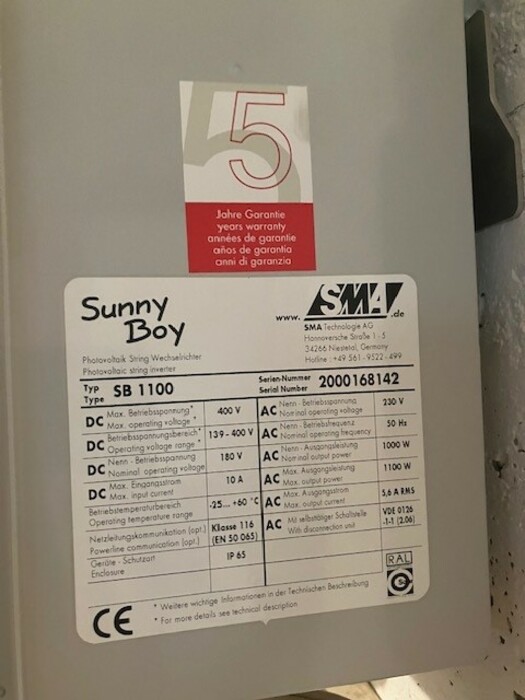 5
Jahre Garantie
years warranty
années de garantie
años de garantía
anni di garanzia
Sunny
Boy
www. SMA .de
SMA Technologie AG
Hannoversche Straße 1 - 5
34266 Niestetal, Germany
Hotline : +49 561 - 9522 - 499
Photovoltaik String Wechselrichter
Photovoltaic string inverter
Typ
Type SB 1100
Serien-Nummer
Serial Number 2000168142
DC Max. Betriebsspannung*
Max. operating voltage* 400 V
DC Betriebsspannungsbereich*
Operating voltage range* 139 - 400 V
DC Nenn - Betriebsspannung
Nominal operating voltage 180 V
DC Max. Eingangsstrom
Max. input current 10 A
Betriebstemperaturbereich
Operating temperature range -25.... +60 °C
Netzleitungskommunikation (opt.)
Powerline communication (opt.) Klasse 116
(EN 50 065)
Geräte - Schutzart
Enclosure IP 65
AC Nenn - Betriebsspannung
Nominal operating voltage 230 V
AC Nenn - Betriebsfrequenz
Nominal operating frequency 50 Hz
AC Nenn - Ausgangsleistung
Nominal output power 1000 W
AC Max. Ausgangsleistung
Max. output power 1100 W
AC Max. Ausgangsstrom
Max. output current 5,6 A RMS
AC Mit selbsttätiger Schaltstelle
With disconnection unit VDE 0126
-1-1 (2.06)
RAL
CE
* Weitere wichtige Informationen in der Technischen Beschreibung
* For more details see technical description